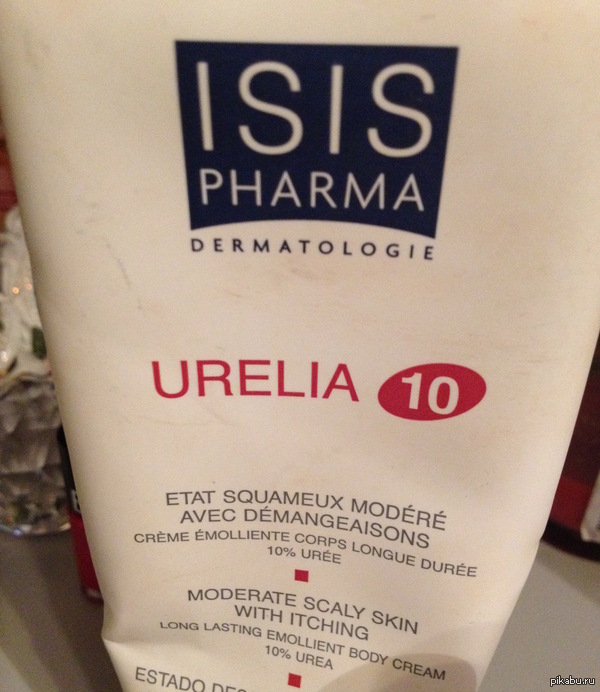 ISIS
PHARMA
DERMATOLOGIE
URELIA 10
ETAT SQUAMEUX MODÉRÉ
AVEC DÉMANGEAISONS
CRÈME ÉMOLLIENTE CORPS LONGUE DURÉE
10% URÉE
MODERATE SCALY SKIN
WITH ITCHING
LONG LASTING EMOLLIENT BODY CREAM
10% UREA
ESTADO
pikabu.ru